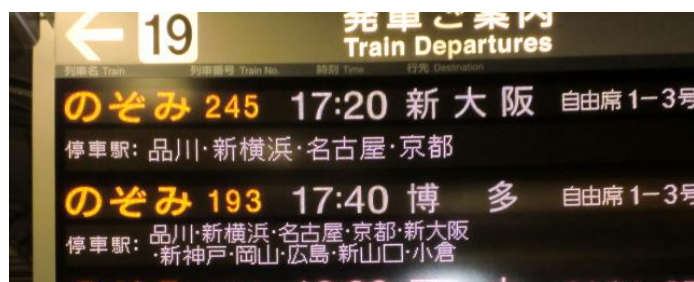 ← 19 発車ご案内
Train Departures
列車名 Train 列車番号 Train No. 時刻 Time 行先 Destination
のぞみ 245 17:20 新大阪 自由席 1-3号
停車駅: 品川·新横浜·名古屋·京都
のぞみ 193 17:40 博多 自由席 1-3号
停車駅: 品川·新横浜·名古屋·京都·新大阪
·新神戸·岡山·広島·新山口·小倉